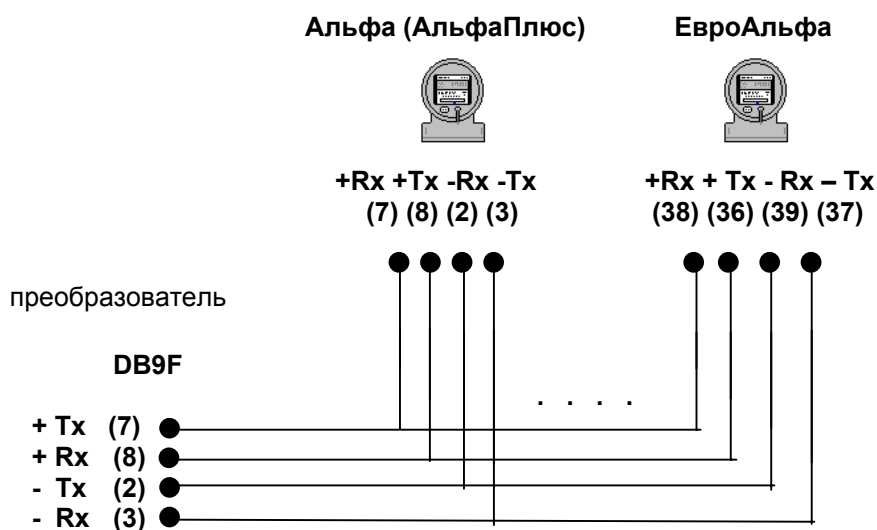 Альфа (АльфаПлюс) ЕвроАльфа
+Rx +Tx -Rx -Tx +Rx + Tx - Rx – Tx
(7) (8) (2) (3) (38) (36) (39) (37)
преобразователь
DB9F
. . . .
+ Tx (7)
+ Rx (8)
- Tx (2)
- Rx (3)